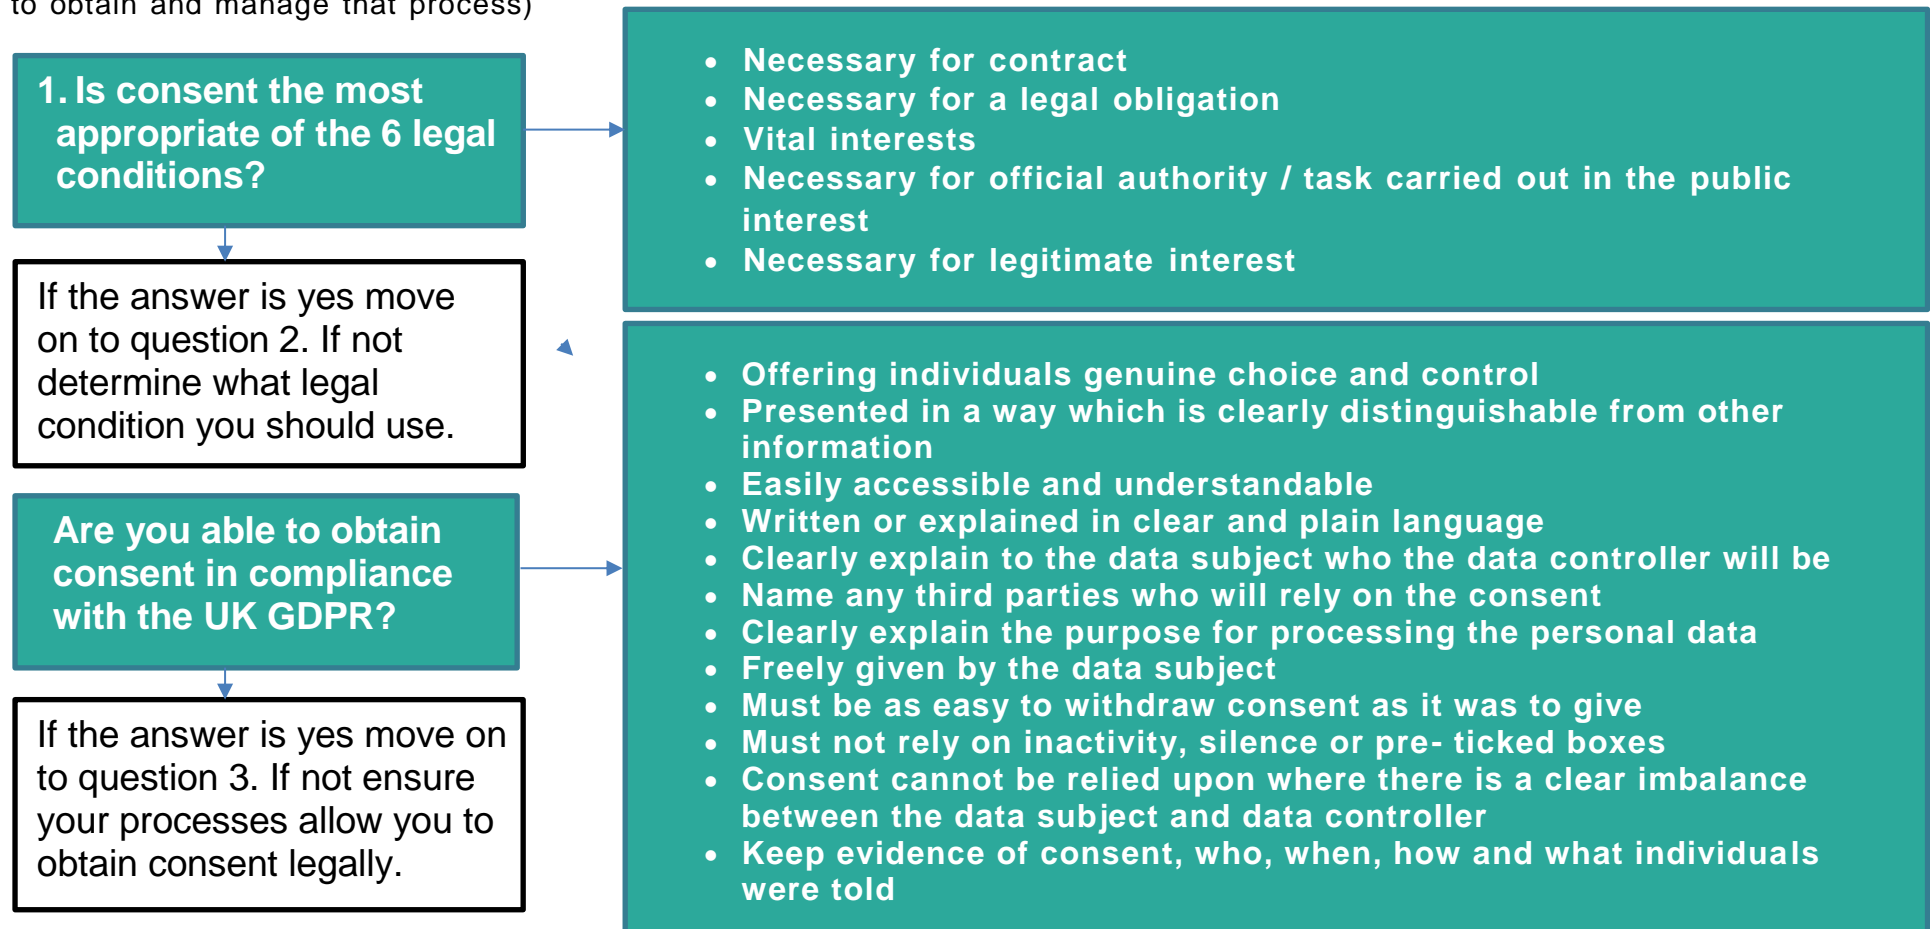 to obtain and manage that process)
1. Is consent the most
appropriate of the 6 legal
conditions?
• Necessary for contract
• Necessary for a legal obligation
• Vital interests
• Necessary for official authority / task carried out in the public
interest
• Necessary for legitimate interest
If the answer is yes move
on to question 2. If not
determine what legal
condition you should use.
Are you able to obtain
consent in compliance
with the UK GDPR?
• Offering individuals genuine choice and control
• Presented in a way which is clearly distinguishable from other
information
• Easily accessible and understandable
• Written or explained in clear and plain language
• Clearly explain to the data subject who the data controller will be
• Name any third parties who will rely on the consent
• Clearly explain the purpose for processing the personal data
• Freely given by the data subject
• Must be as easy to withdraw consent as it was to give
• Must not rely on inactivity, silence or pre- ticked boxes
• Consent cannot be relied upon where there is a clear imbalance
between the data subject and data controller
• Keep evidence of consent, who, when, how and what individuals
were told
If the answer is yes move on
to question 3. If not ensure
your processes allow you to
obtain consent legally.